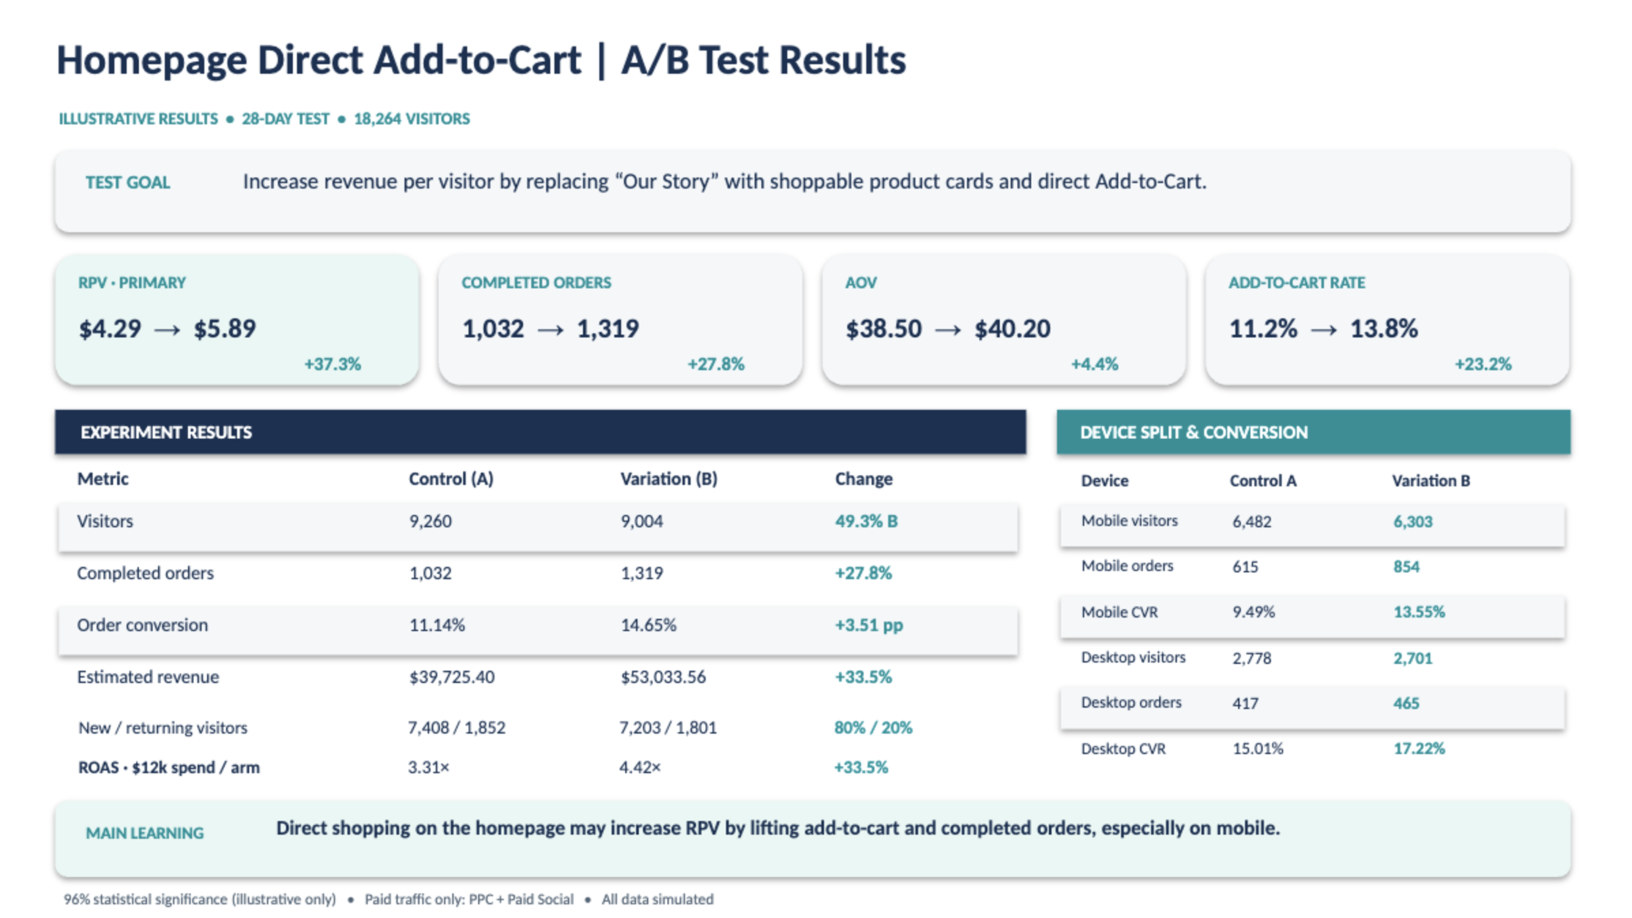 Homepage Direct Add-to-Cart | A/B Test Results
ILLUSTRATIVE RESULTS ● 28-DAY TEST ● 18,264 VISITORS
TEST GOAL Increase revenue per visitor by replacing “Our Story” with shoppable product cards and direct Add-to-Cart.
RPV · PRIMARY
$4.29 → $5.89
+37.3%
COMPLETED ORDERS
1,032 → 1,319
+27.8%
AOV
$38.50 → $40.20
+4.4%
ADD-TO-CART RATE
11.2% → 13.8%
+23.2%
EXPERIMENT RESULTS
Metric Control (A) Variation (B) Change
Visitors 9,260 9,004 49.3% B
Completed orders 1,032 1,319 +27.8%
Order conversion 11.14% 14.65% +3.51 pp
Estimated revenue $39,725.40 $53,033.56 +33.5%
New / returning visitors 7,408 / 1,852 7,203 / 1,801 80% / 20%
ROAS · $12k spend / arm 3.31× 4.42× +33.5%
DEVICE SPLIT & CONVERSION
Device Control A Variation B
Mobile visitors 6,482 6,303
Mobile orders 615 854
Mobile CVR 9.49% 13.55%
Desktop visitors 2,778 2,701
Desktop orders 417 465
Desktop CVR 15.01% 17.22%
MAIN LEARNING Direct shopping on the homepage may increase RPV by lifting add-to-cart and completed orders, especially on mobile.
96% statistical significance (illustrative only) ● Paid traffic only: PPC + Paid Social ● All data simulated